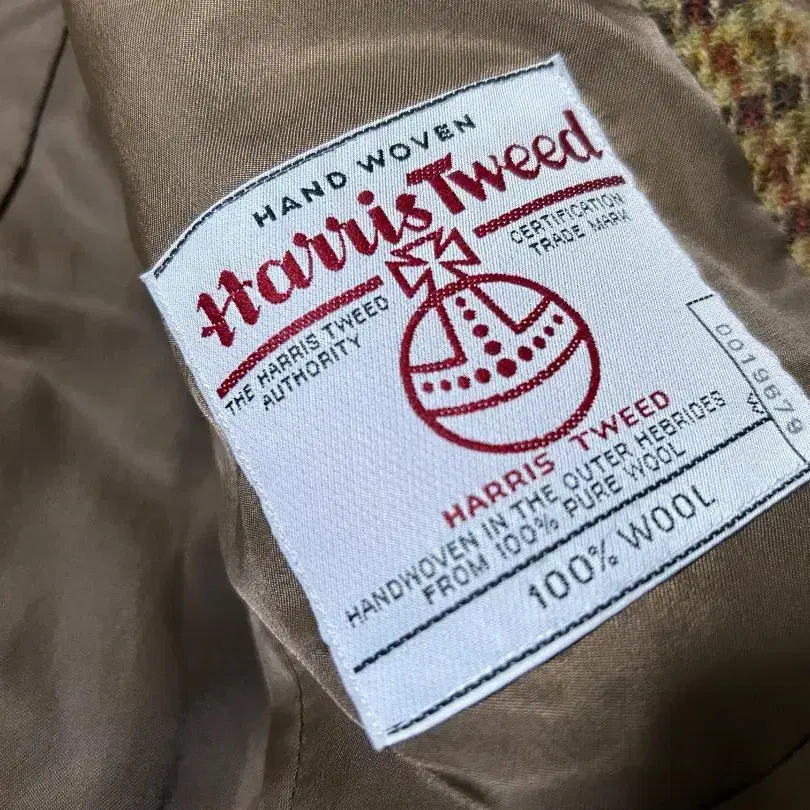 HAND WOVEN
Harris Tweed
CERTIFICATION
TRADE MARK
THE HARRIS TWEED
AUTHORITY
HARRIS TWEED
HANDWOVEN IN THE OUTER HEBRIDES
FROM 100% PURE WOOL
100% WOOL